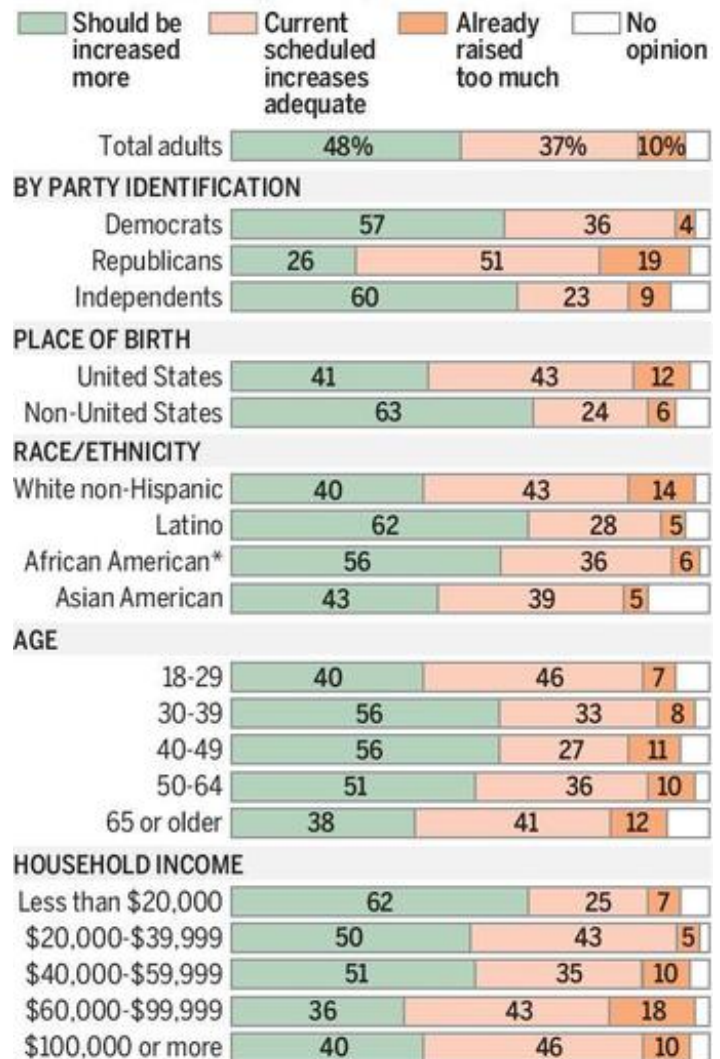 Should be increased more
Current scheduled increases adequate
Already raised too much
No opinion
Total adults 48% 37% 10%
BY PARTY IDENTIFICATION
Democrats 57 36 4
Republicans 26 51 19
Independents 60 23 9
PLACE OF BIRTH
United States 41 43 12
Non-United States 63 24 6
RACE/ETHNICITY
White non-Hispanic 40 43 14
Latino 62 28 5
African American* 56 36 6
Asian American 43 39 5
AGE
18-29 40 46 7
30-39 56 33 8
40-49 56 27 11
50-64 51 36 10
65 or older 38 41 12
HOUSEHOLD INCOME
Less than $20,000 62 25 7
$20,000-$39,999 50 43 5
$40,000-$59,999 51 35 10
$60,000-$99,999 36 43 18
$100,000 or more 40 46 10